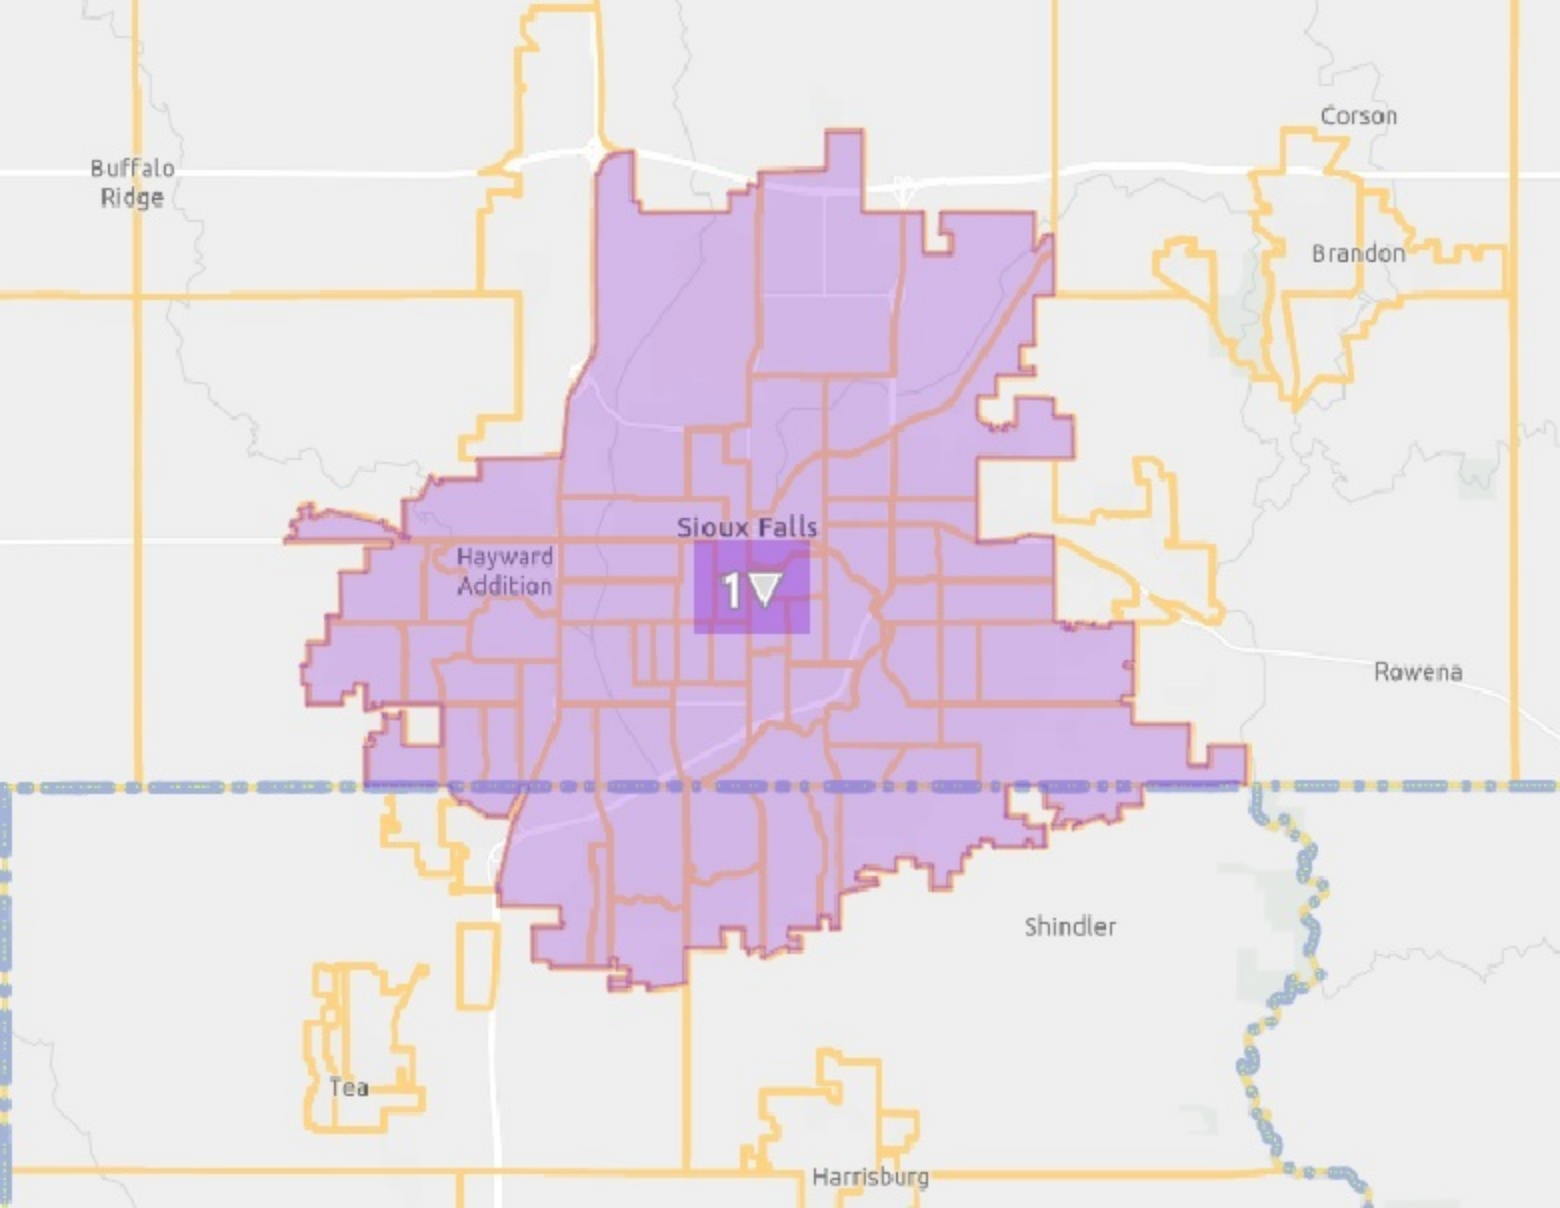 Corson
Buffalo
Ridge
Brandon
Sioux Falls
Hayward
Addition
1
Rowena
Shindler
Tea
Harrisburg